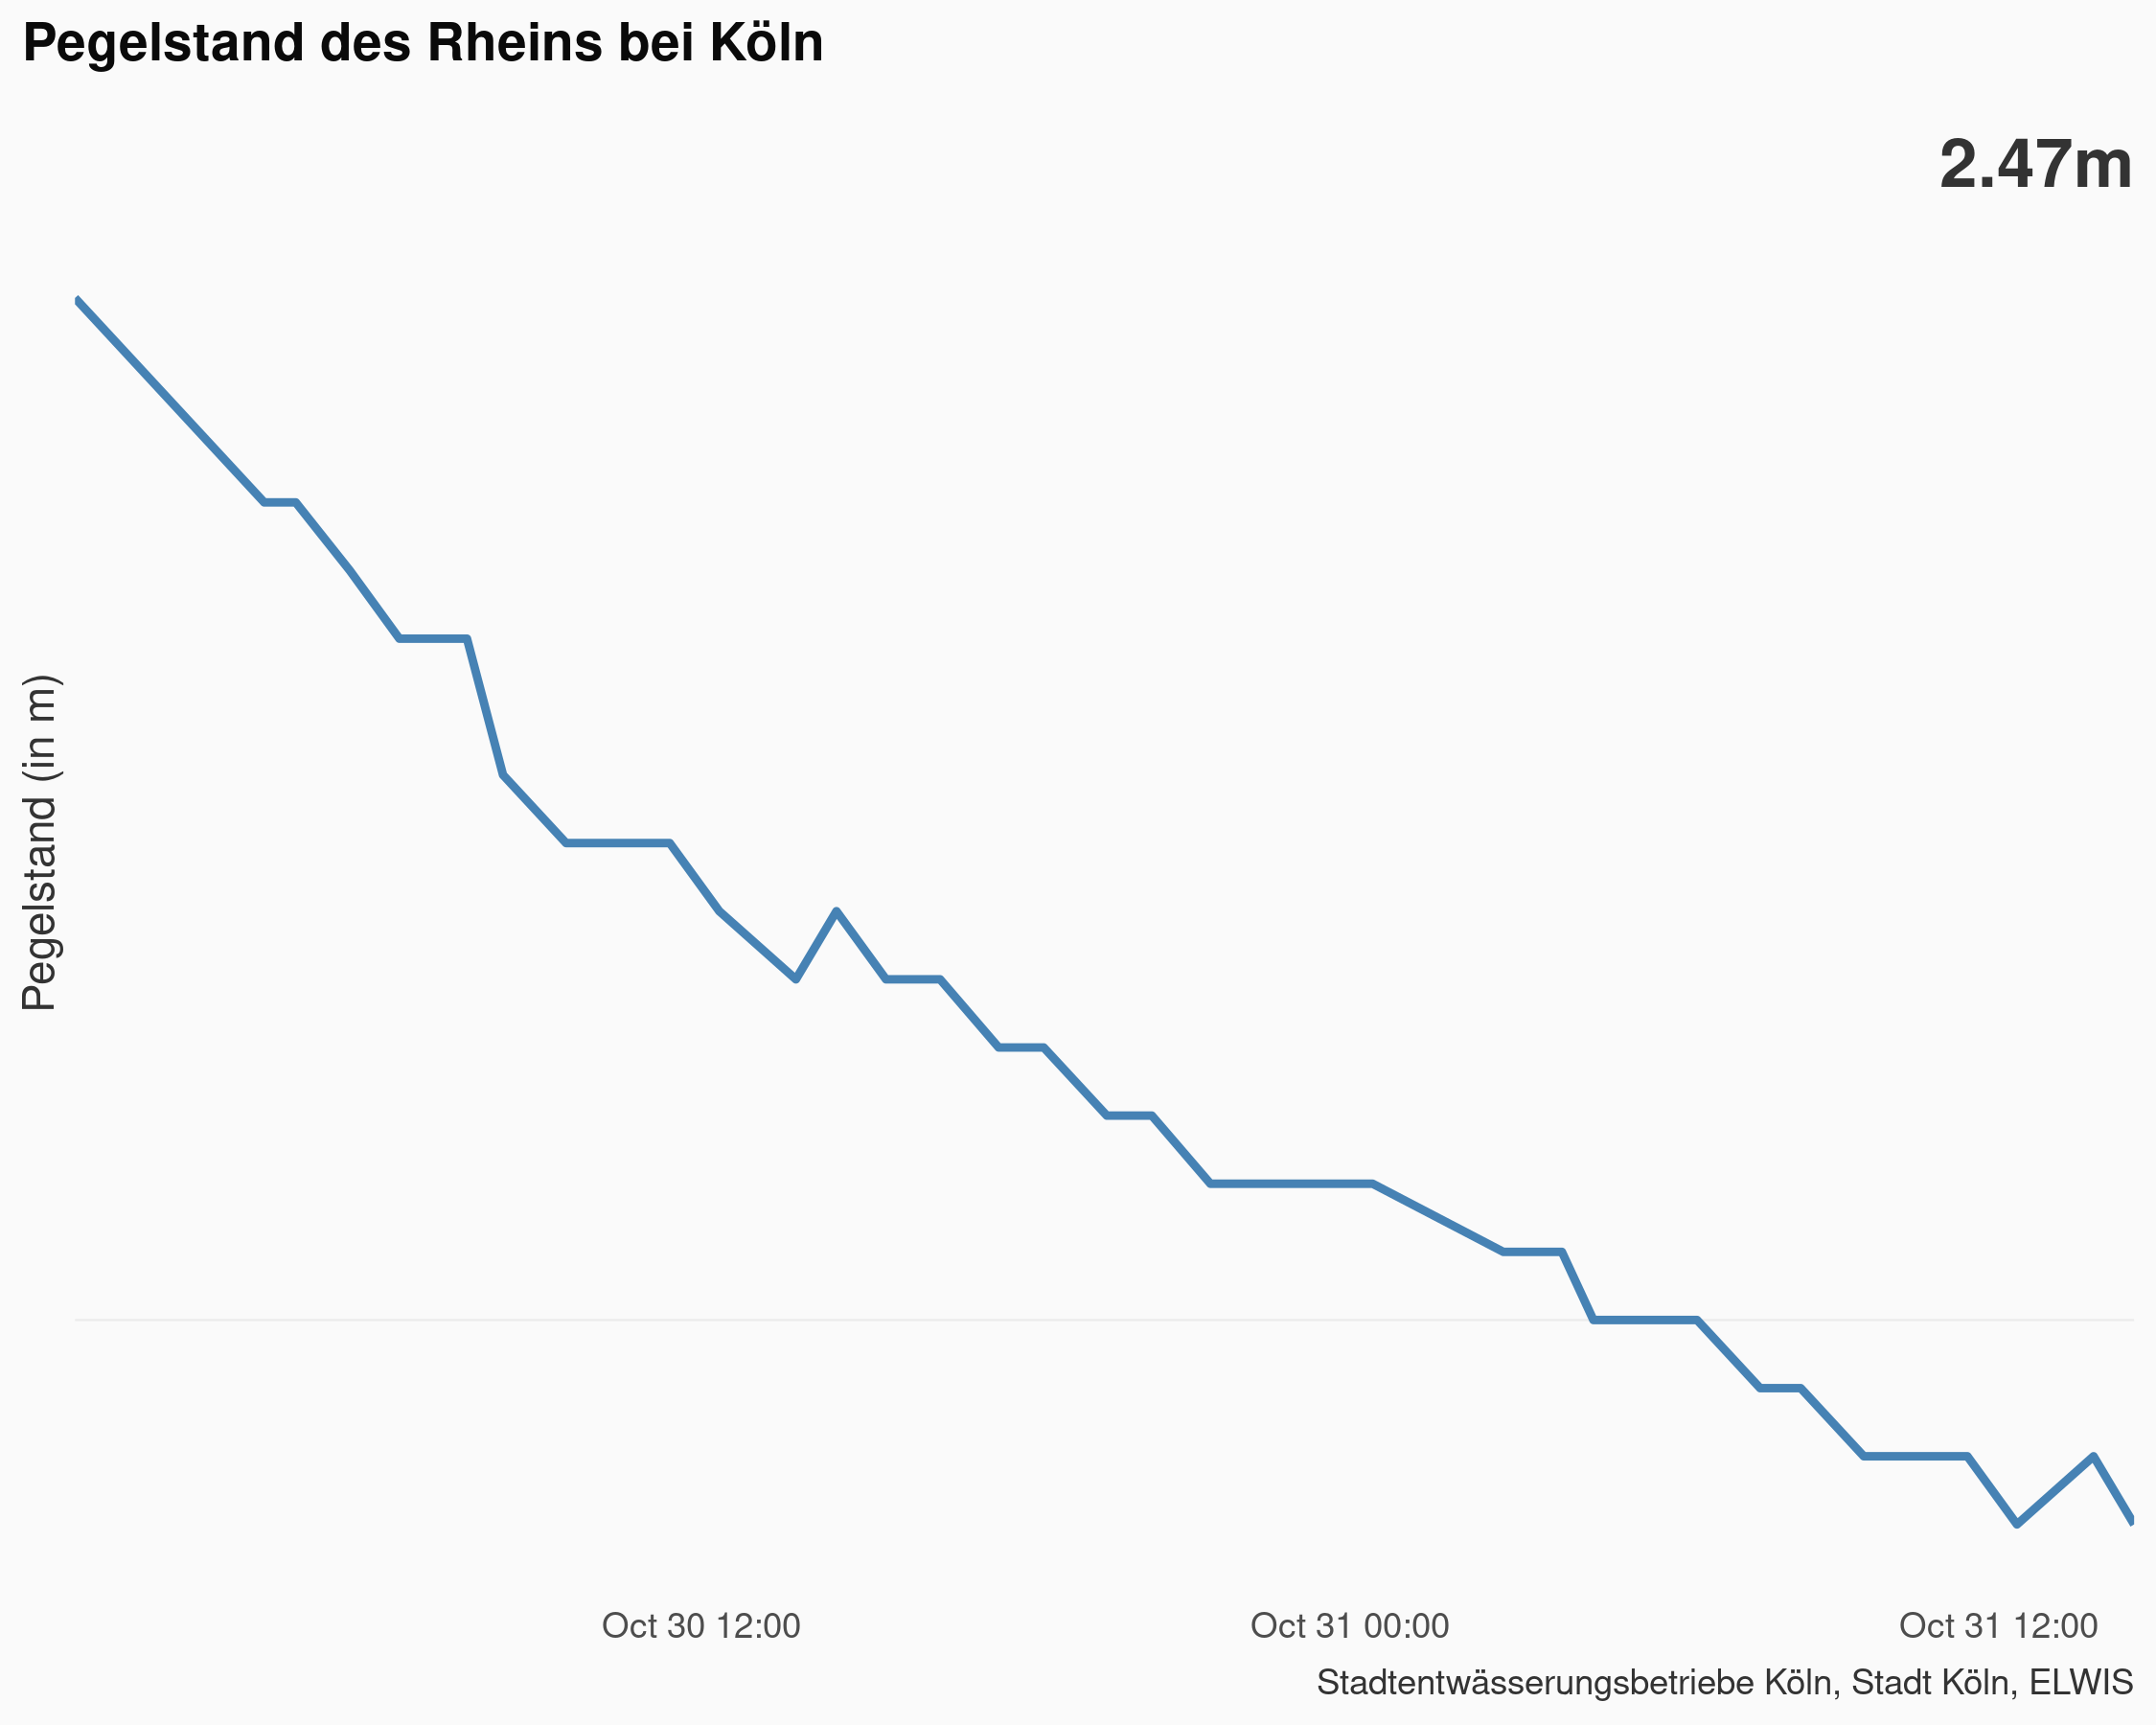 Pegelstand des Rheins bei Köln
2.47m
Pegelstand (in m)
Oct 30 12:00
Oct 31 00:00
Oct 31 12:00
Stadtentwässerungsbetriebe Köln, Stadt Köln, ELWIS